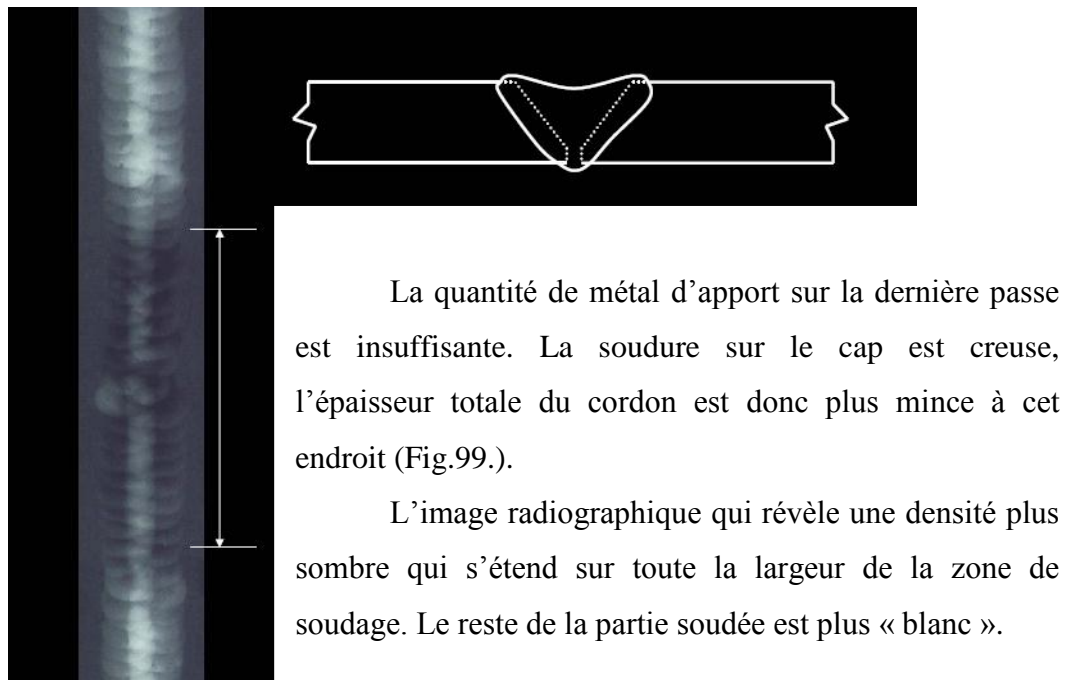 La quantité de métal d’apport sur la dernière passe
est insuffisante. La soudure sur le cap est creuse,
l’épaisseur totale du cordon est donc plus mince à cet
endroit (Fig.99.).
L’image radiographique qui révèle une densité plus
sombre qui s’étend sur toute la largeur de la zone de
soudage. Le reste de la partie soudée est plus « blanc ».